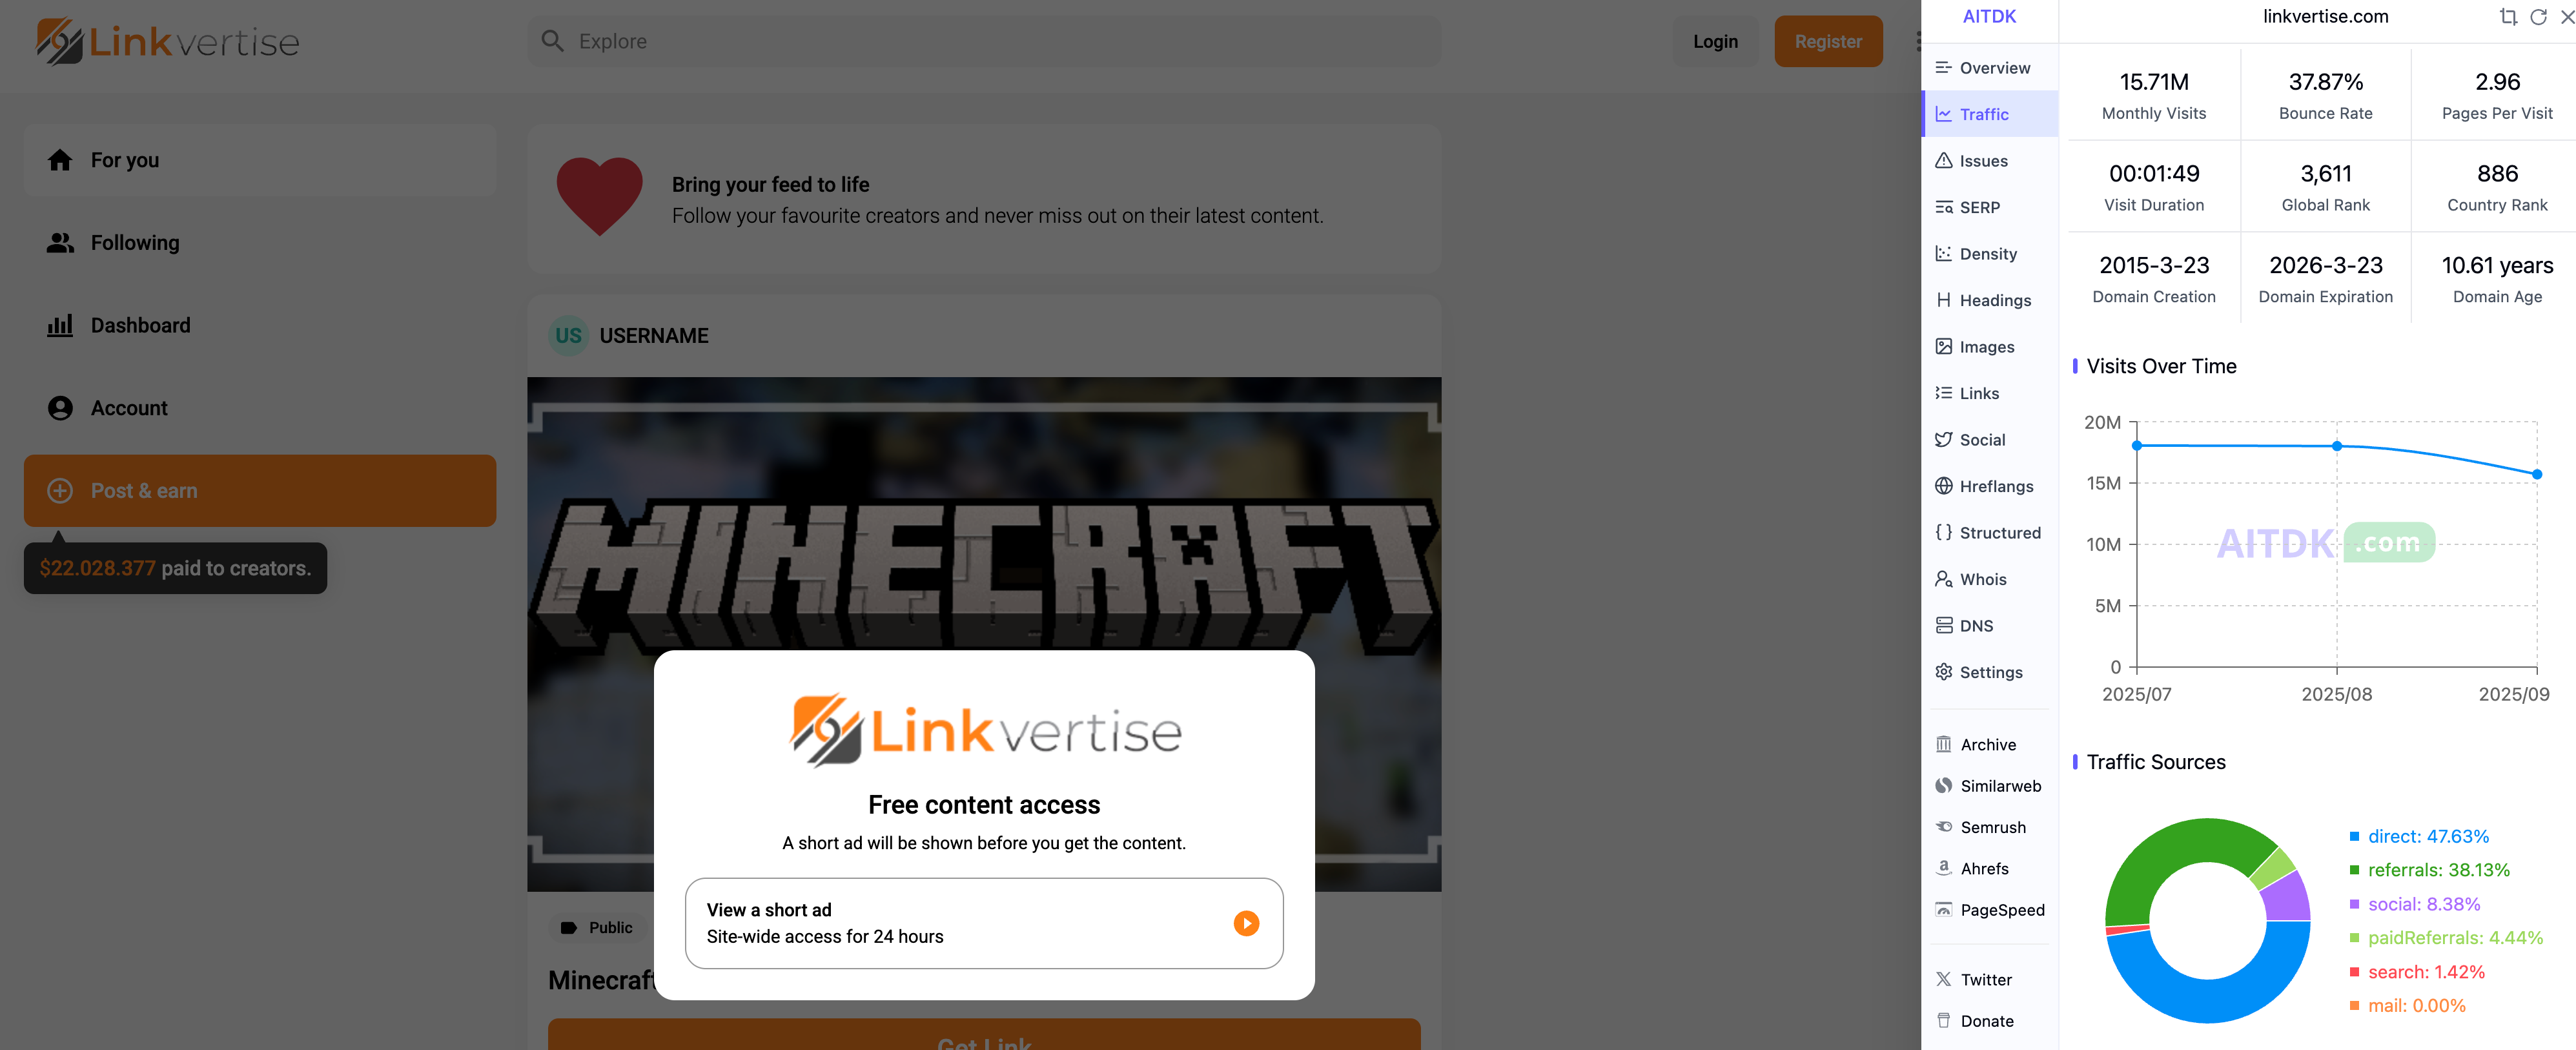 Linkvertise
Explore
Login
Register
For you
Following
Dashboard
Account
Post & earn
$22.028.377 paid to creators.
Bring your feed to life
Follow your favourite creators and never miss out on their latest content.
US USERNAME
MINECRAFT
Linkvertise
Free content access
A short ad will be shown before you get the content.
View a short ad
Site-wide access for 24 hours
Public
Minecraft
Get Link
AITDK
linkvertise.com
Overview
Traffic
Issues
SERP
Density
Headings
Images
Links
Social
Hreflangs
Structured
Whois
DNS
Settings
Archive
Similarweb
Semrush
Ahrefs
PageSpeed
Twitter
Donate
15.71M
Monthly Visits
37.87%
Bounce Rate
2.96
Pages Per Visit
00:01:49
Visit Duration
3,611
Global Rank
886
Country Rank
2015-3-23
Domain Creation
2026-3-23
Domain Expiration
10.61 years
Domain Age
Visits Over Time
20M
15M
10M
5M
0
AITDK .com
2025/07
2025/08
2025/09
Traffic Sources
direct: 47.63%
referrals: 38.13%
social: 8.38%
paidReferrals: 4.44%
search: 1.42%
mail: 0.00%